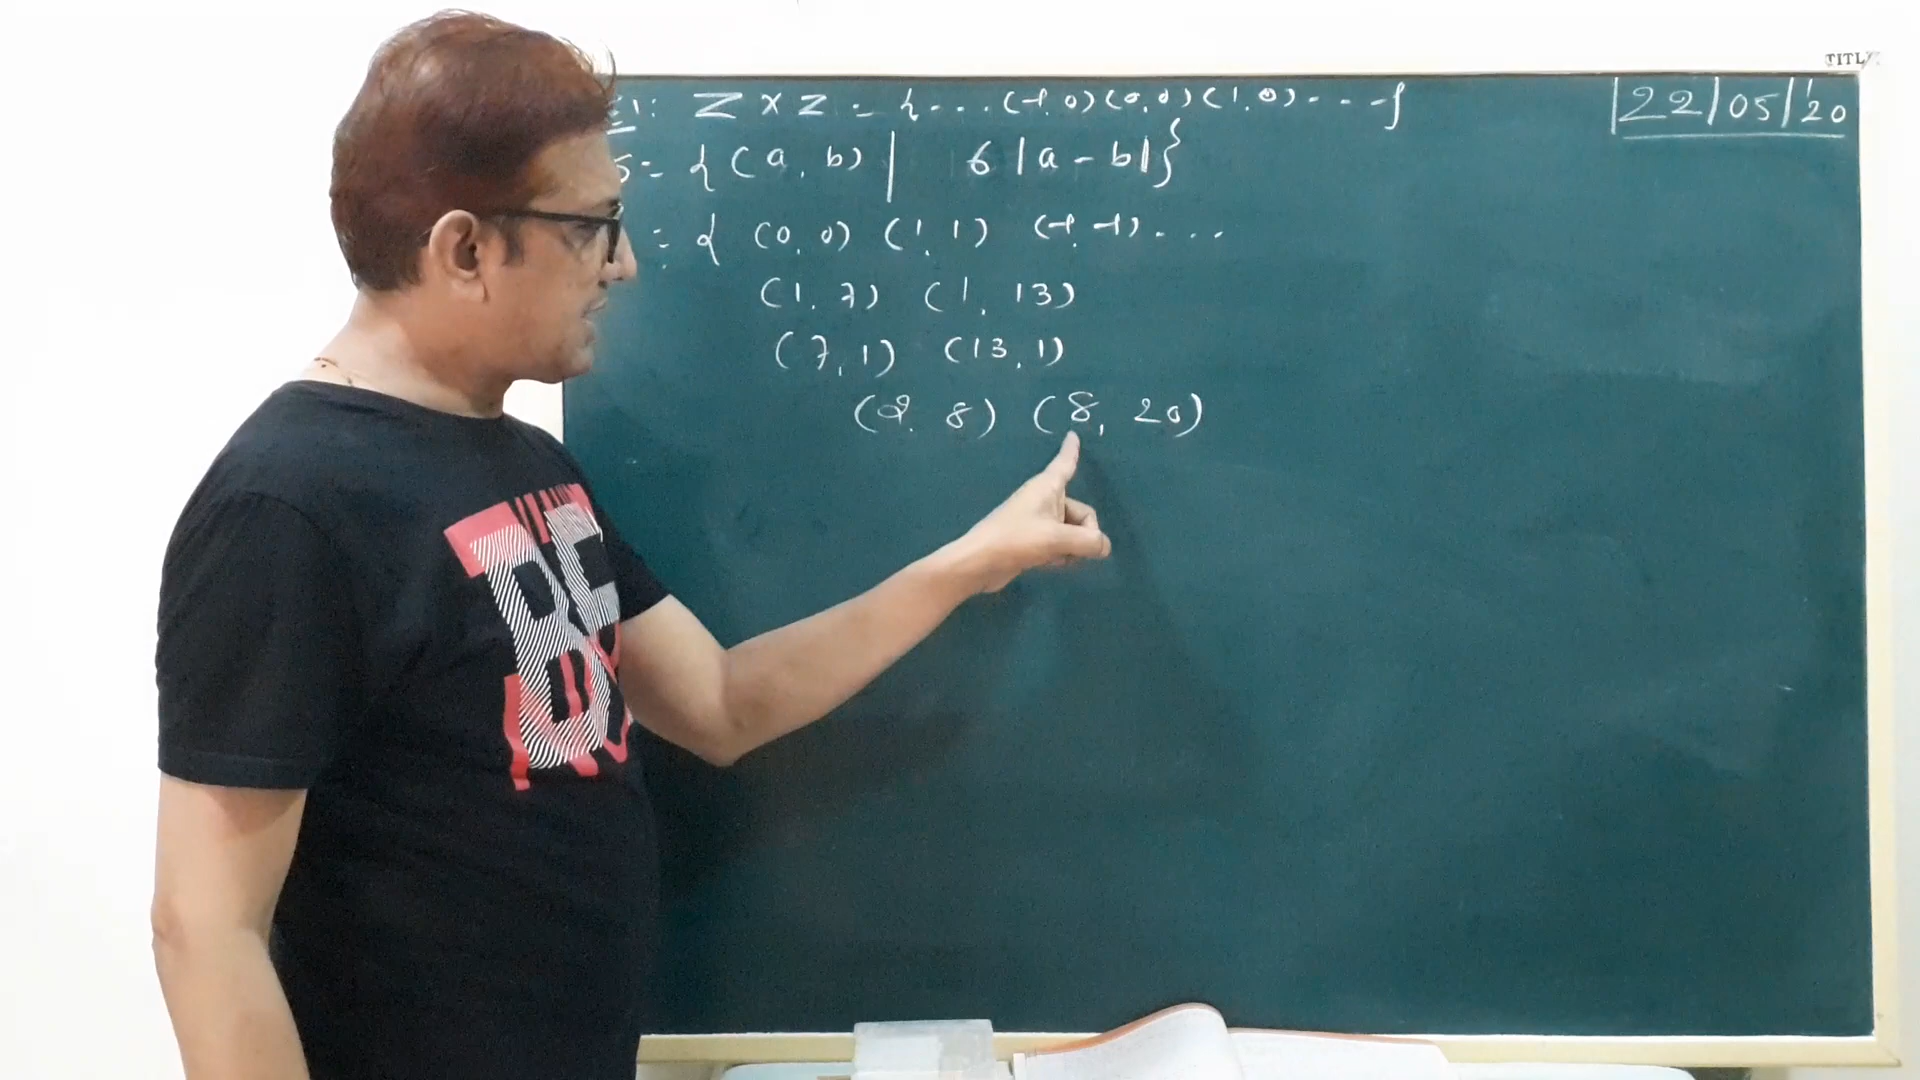 TITL
Z × Z = {... (-1, 0) (0, 0) (1, 0) ...}
22/05/'20
S = {(a, b) | 6 | a - b|}
= { (0, 0) (1, 1) (-1, -1) ...
(1, 7) (1, 13)
(7, 1) (13, 1)
(2, 8) (8, 20)